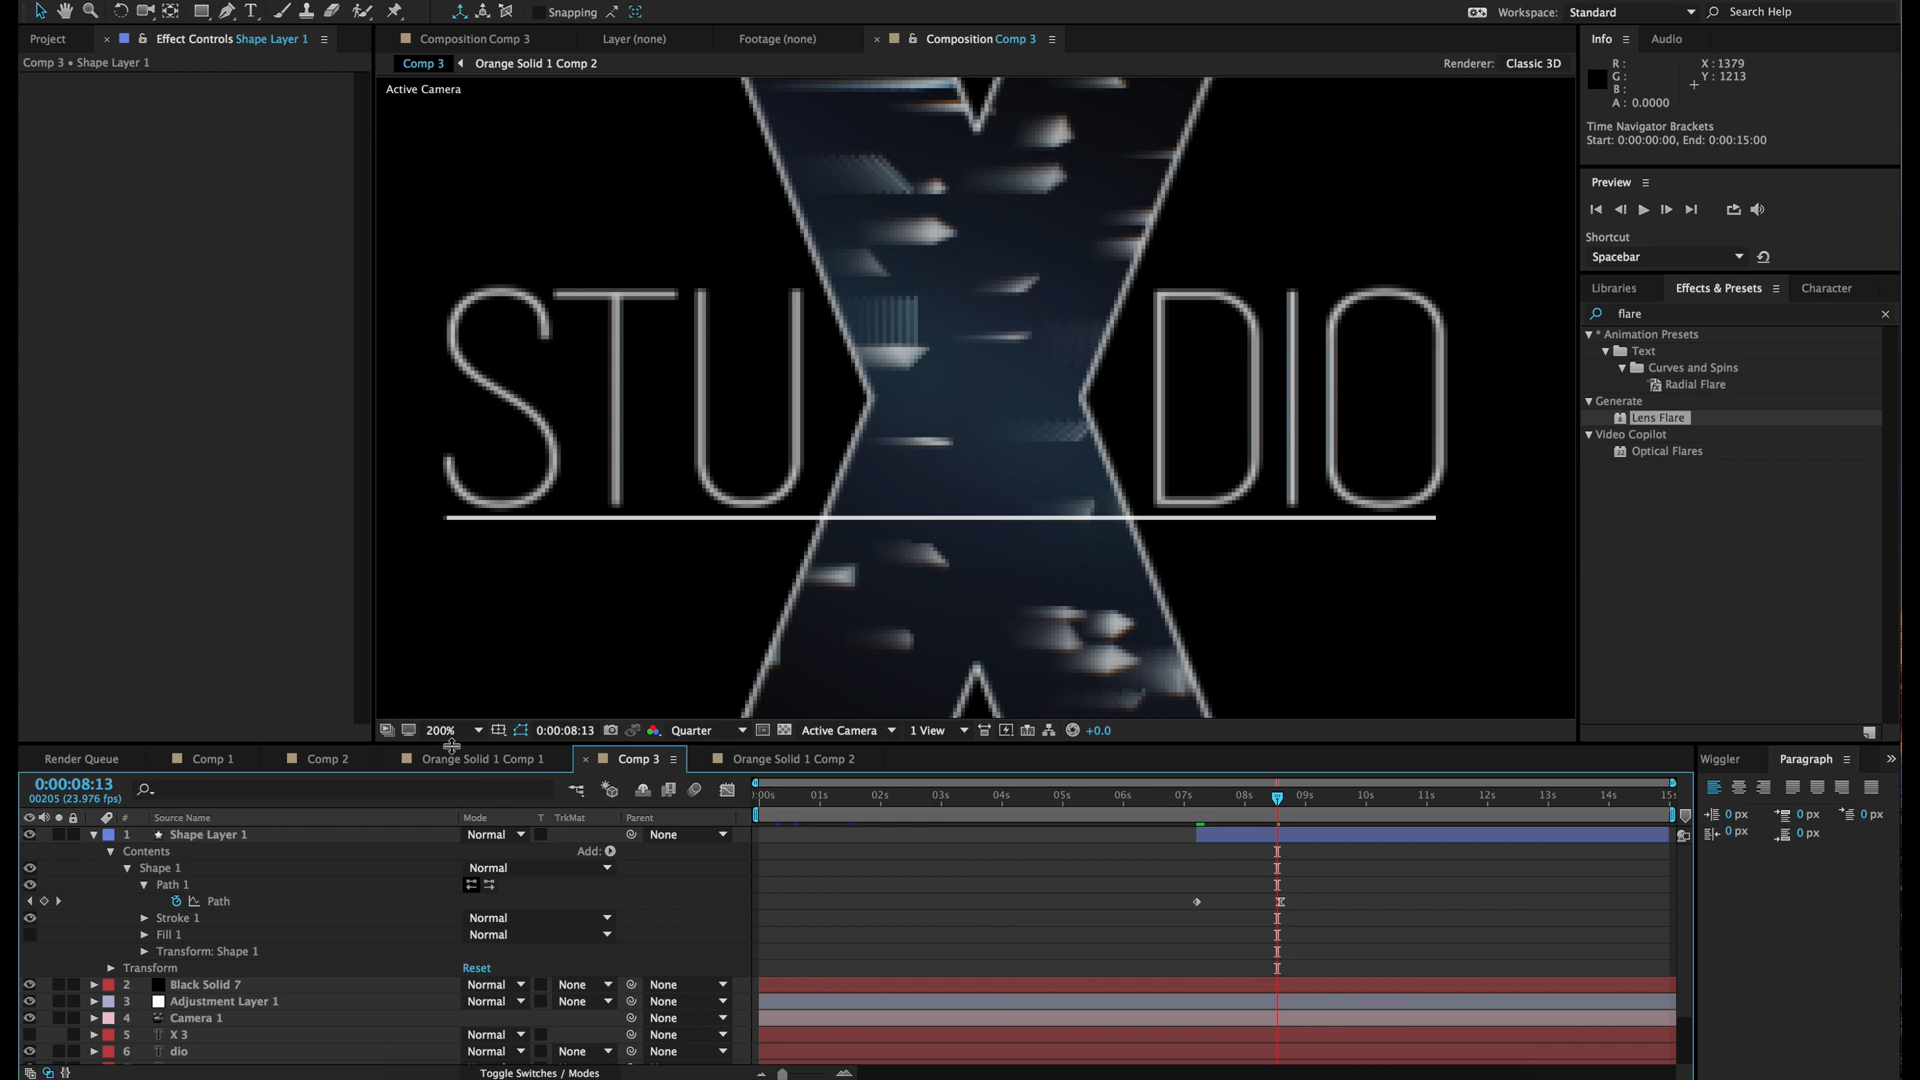 Snapping
Workspace: Standard
Search Help
Project
Effect Controls Shape Layer 1
Composition Comp 3
Layer (none)
Footage (none)
Composition Comp 3
Info
Audio
Comp 3 • Shape Layer 1
Comp 3
Orange Solid 1 Comp 2
Renderer: Classic 3D
R :
G :
B :
A : 0.0000
X : 1379
Y : 1213
Active Camera
Time Navigator Brackets
Start: 0:00:00:00, End: 0:00:15:00
Preview
Shortcut
Spacebar
Libraries
Effects & Presets
Character
flare
* Animation Presets
Text
Curves and Spins
Radial Flare
Generate
Lens Flare
Video Copilot
32 Optical Flares
STU X DIO
200%
0:00:08:13
Quarter
Active Camera
1 View
+0.0
Render Queue
Comp 1
Comp 2
Orange Solid 1 Comp 1
Comp 3
Orange Solid 1 Comp 2
Wiggler
Paragraph
0:00:08:13
00205 (23.976 fps)
:00s 01s 02s 03s 04s 05s 06s 07s 08s 09s 10s 11s 12s 13s 14s 15s
0 px 0 px 0 px
0 px 0 px
# Source Name Mode T TrkMat Parent
1 Shape Layer 1 Normal None
Contents Add:
Shape 1 Normal
Path 1
Path
Stroke 1 Normal
Fill 1 Normal
Transform: Shape 1
Transform Reset
2 Black Solid 7 Normal None None
3 Adjustment Layer 1 Normal None None
4 Camera 1 None
5 T X 3 Normal None
6 T dio Normal None None
Toggle Switches / Modes